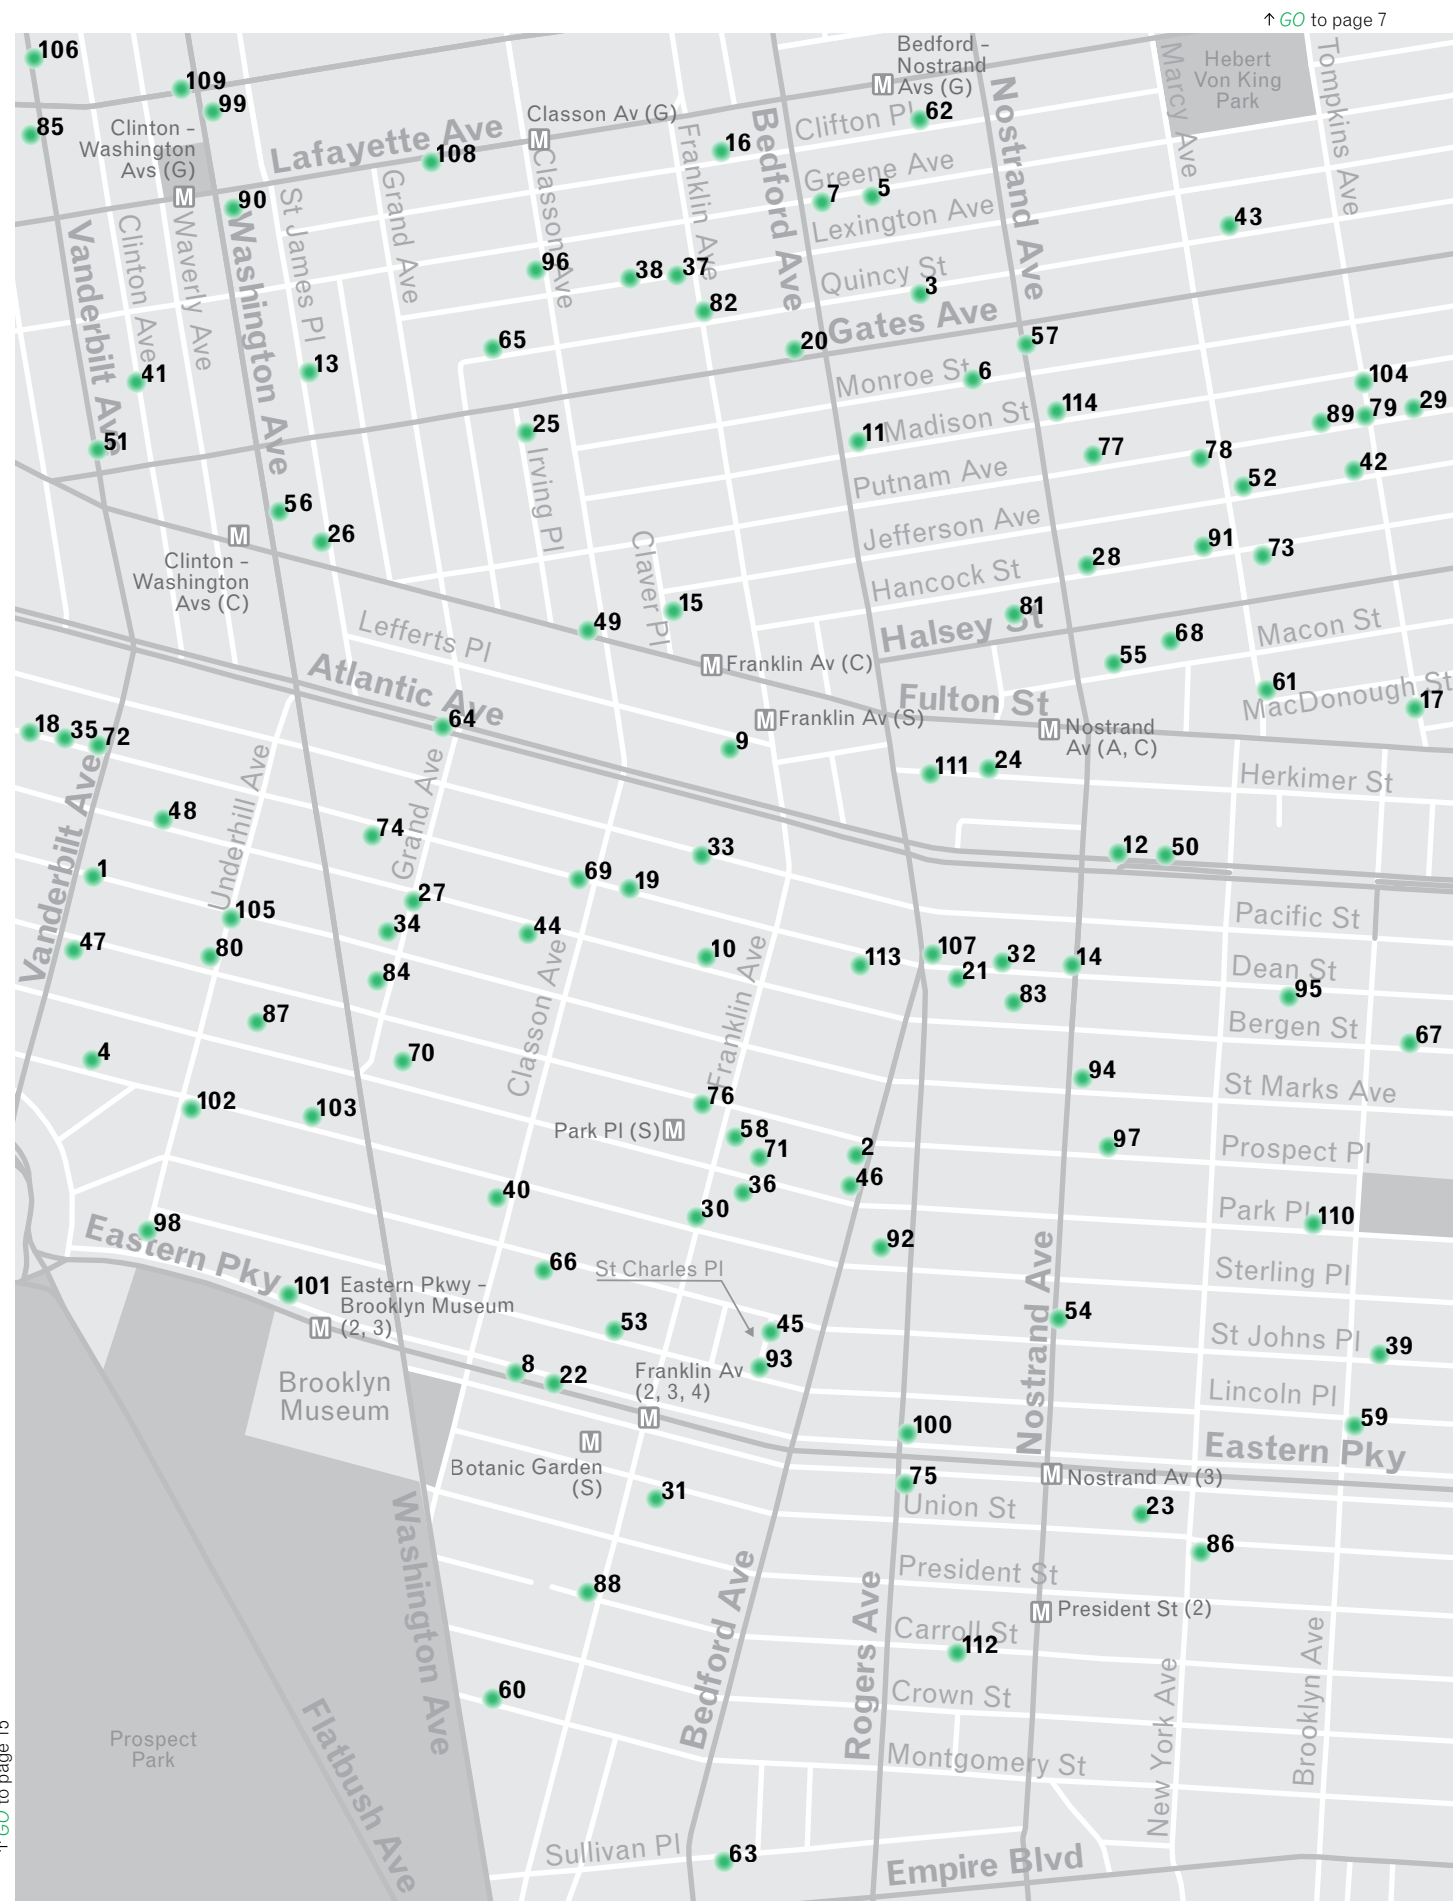 ↑ GO to page 7
106
109
99
85
Clinton -
Washington
Avs (G)
Lafayette Ave
108
Classon Av (G)
M
Bedford -
Nostrand
Avs (G)
M
Hebert
Von King
Park
Marcy Ave
Tompkins Ave
Clifton Pl
62
16
Bedford Ave
Nostrand Ave
Franklin Ave
Greene Ave
7
5
M
90
St James Pl
Grand Ave
Classon Ave
Lexington Ave
43
Vanderbilt Ave
Clinton Ave
Waverly Ave
Washington Ave
96
38
37
Quincy St
3
82
Gates Ave
20
57
65
41
13
Monroe St
6
104
25
11
Madison St
114
89
79
29
51
Irving Pl
77
78
42
Putnam Ave
52
56
26
M
Clinton -
Washington
Avs (C)
Jefferson Ave
91
73
28
Claver Pl
Hancock St
15
49
81
Halsey St
68
Macon St
55
Lefferts Pl
M
Franklin Av (C)
Atlantic Ave
61
MacDonough St
17
Fulton St
64
M
Franklin Av (S)
M
Nostrand
Av (A, C)
18
35
72
9
111
24
Herkimer St
Vanderbilt Ave
Underhill Ave
Grand Ave
48
74
33
12
50
1
69
19
27
105
34
44
Pacific St
47
80
10
113
107
32
14
Dean St
84
Classon Ave
Franklin Ave
21
83
95
87
Bergen St
67
4
70
94
St Marks Ave
102
103
76
Park Pl (S)
M
58
71
2
97
Prospect Pl
46
40
36
30
Park Pl
110
98
Eastern Pky
92
66
St Charles Pl
Sterling Pl
101
Eastern Pkwy -
Brooklyn Museum
(2, 3)
M
53
45
54
Nostrand Ave
St Johns Pl
39
93
8
22
Franklin Av
(2, 3, 4)
M
Brooklyn
Museum
Lincoln Pl
59
100
Eastern Pky
M
Botanic Garden
(S)
M
Nostrand Av (3)
75
31
Union St
23
86
Washington Ave
88
President St
M
President St (2)
Bedford Ave
Rogers Ave
Carroll St
112
Brooklyn Ave
New York Ave
60
Crown St
Prospect
Park
Flatbush Ave
Montgomery St
Sullivan Pl
63
Empire Blvd
↑ GO to page 15